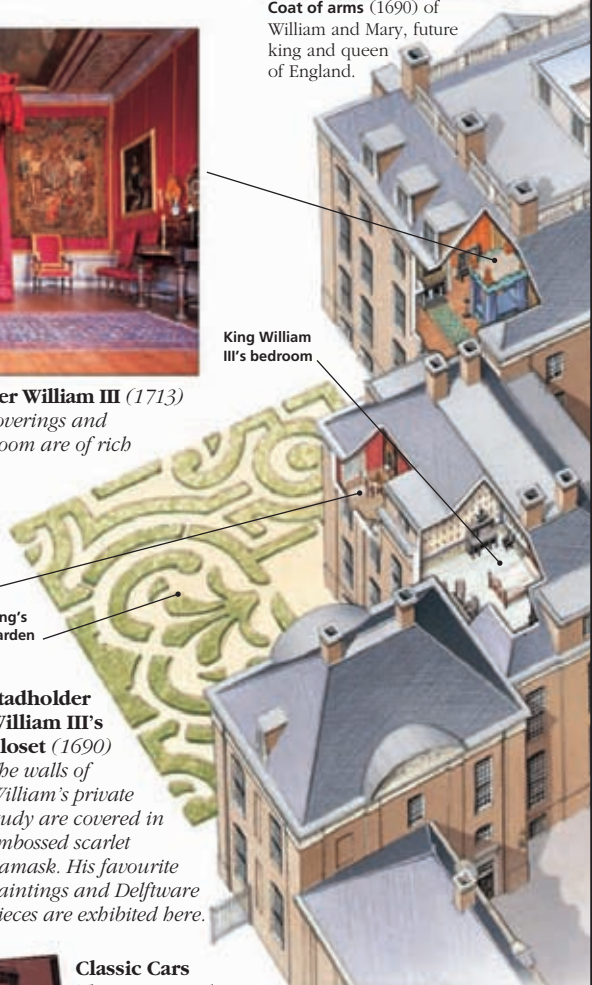 Coat of arms (1690) of
William and Mary, future
king and queen
of England.
King William
III's bedroom
er William III (1713)
overings and
oom are of rich
ng's
arden
tadholder
William III's
loset (1690)
he walls of
William's private
tudy are covered in
mbossed scarlet
amask. His favourite
aintings and Delftware
ieces are exhibited here.
Classic Cars